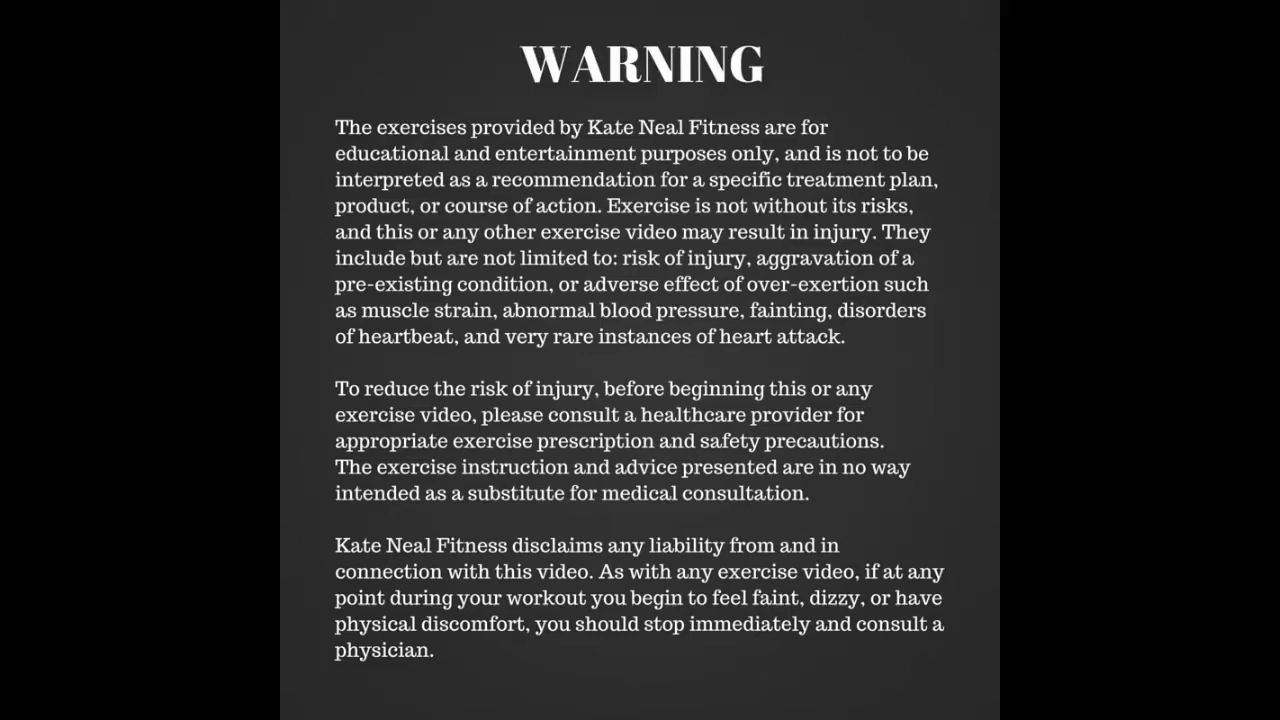 WARNING
The exercises provided by Kate Neal Fitness are for
educational and entertainment purposes only, and is not to be
interpreted as a recommendation for a specific treatment plan,
product, or course of action. Exercise is not without its risks,
and this or any other exercise video may result in injury. They
include but are not limited to: risk of injury, aggravation of a
pre-existing condition, or adverse effect of over-exertion such
as muscle strain, abnormal blood pressure, fainting, disorders
of heartbeat, and very rare instances of heart attack.
To reduce the risk of injury, before beginning this or any
exercise video, please consult a healthcare provider for
appropriate exercise prescription and safety precautions.
The exercise instruction and advice presented are in no way
intended as a substitute for medical consultation.
Kate Neal Fitness disclaims any liability from and in
connection with this video. As with any exercise video, if at any
point during your workout you begin to feel faint, dizzy, or have
physical discomfort, you should stop immediately and consult a
physician.